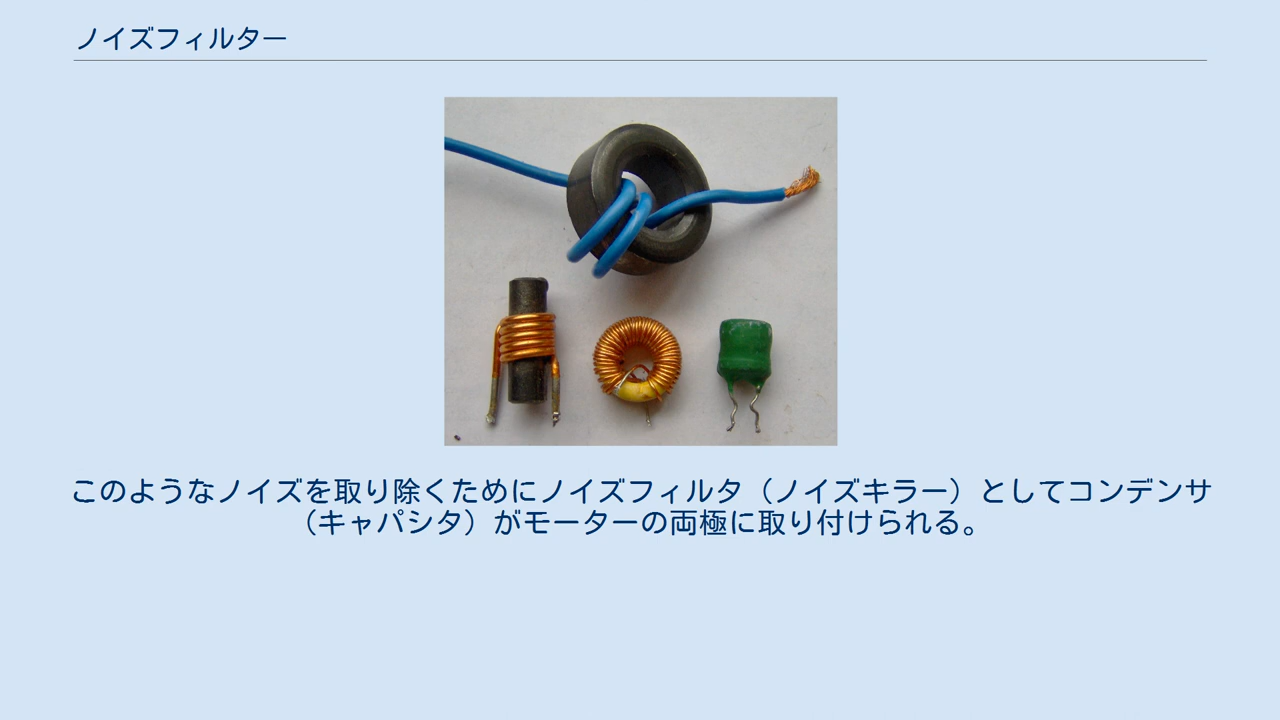 ノイズフィルター
このようなノイズを取り除くためにノイズフィルタ（ノイズキラー）としてコンデンサ
（キャパシタ）がモーターの両極に取り付けられる。